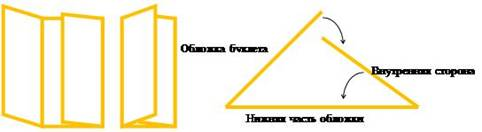 Обложка буклета
Внутренняя сторона
Нижняя часть обложки